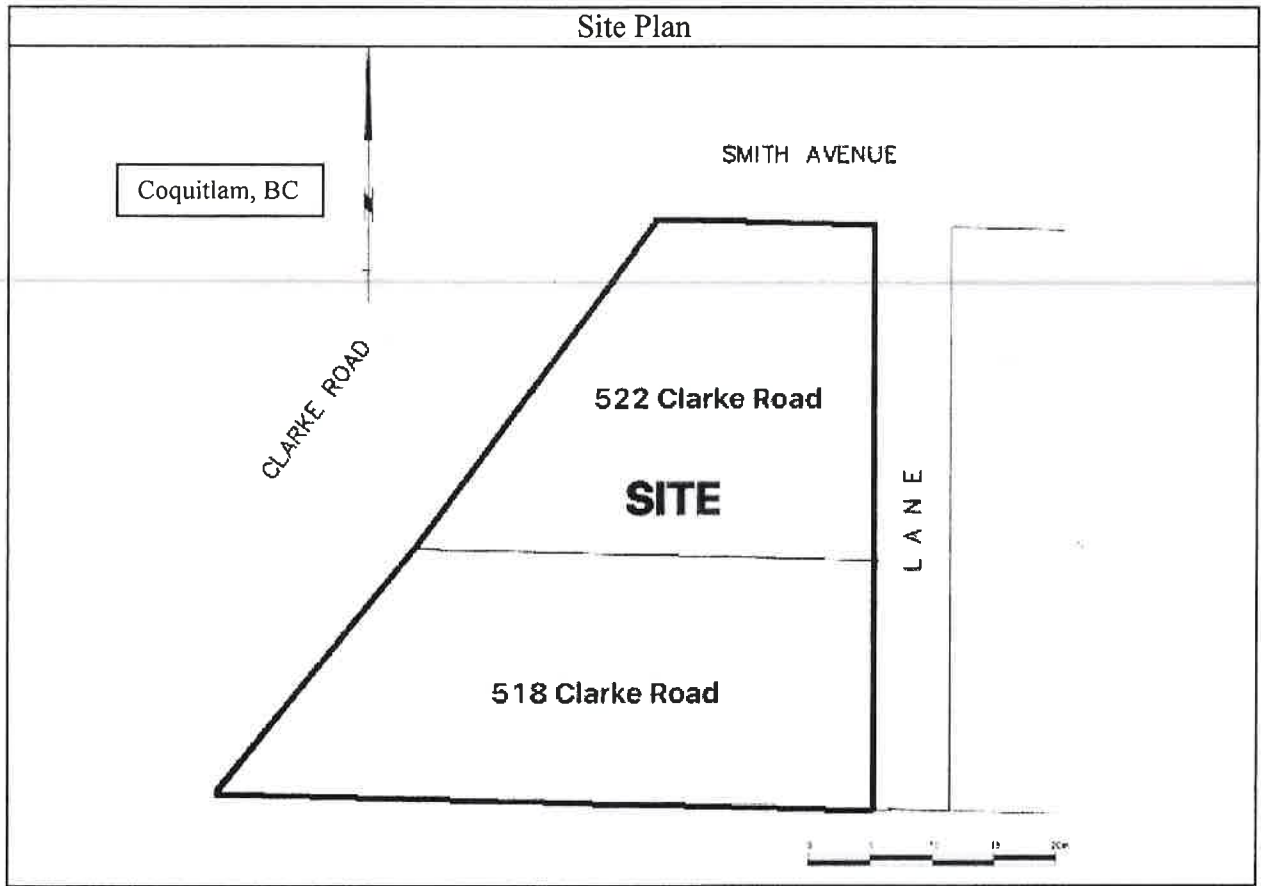 Site Plan
Coquitlam, BC
SMITH AVENUE
CLARKE ROAD
522 Clarke Road
SITE
LANE
518 Clarke Road